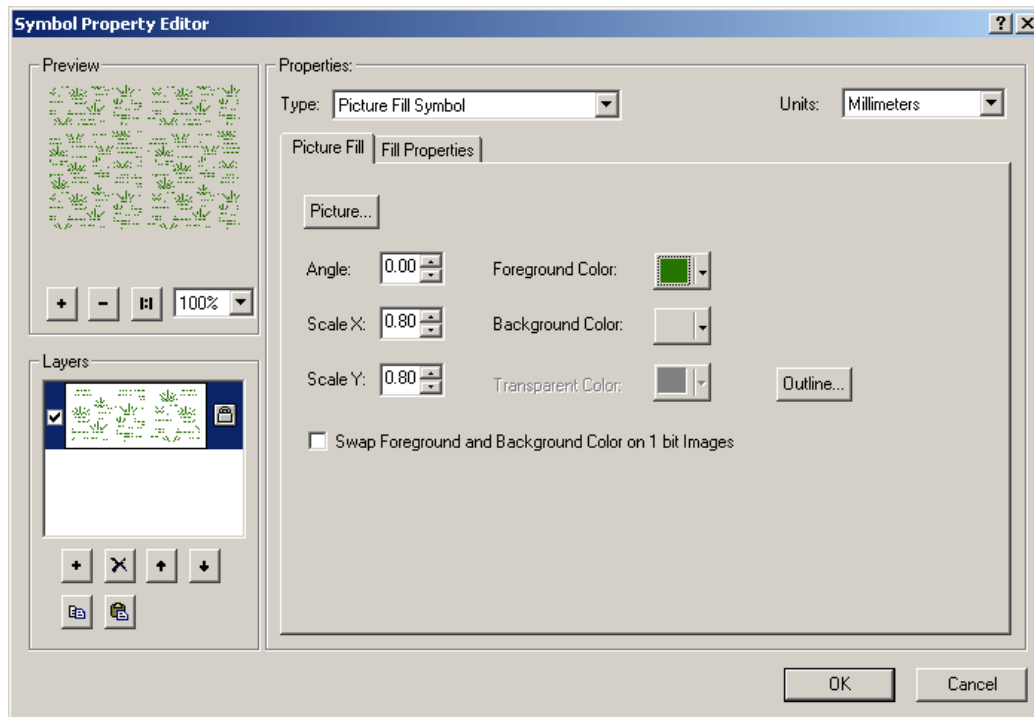 Symbol Property Editor
Preview
Properties:
Type: Picture Fill Symbol Units: Millimeters
Picture Fill Fill Properties
Picture...
Angle: 0.00 Foreground Color:
+ - 1:1 100%
Scale X: 0.80 Background Color:
Layers
Scale Y: 0.80 Transparent Color: Outline...
Swap Foreground and Background Color on 1 bit Images
OK Cancel